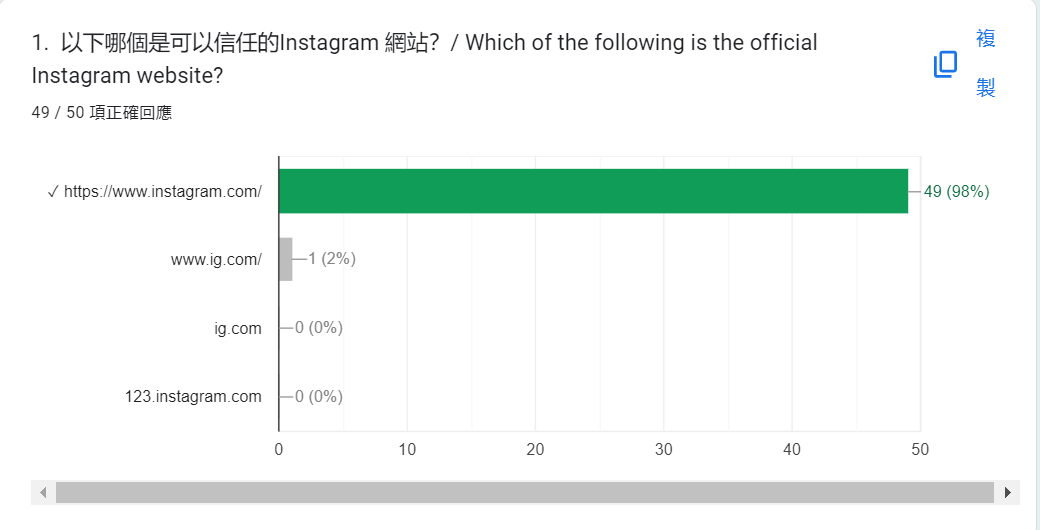 1. 以下哪個是可以信任的Instagram 網站？ / Which of the following is the official
Instagram website?
複
製
49 / 50 項正確回應
✓ https://www.instagram.com/
49 (98%)
www.ig.com/
1 (2%)
ig.com
0 (0%)
123.instagram.com
0 (0%)
0 10 20 30 40 50